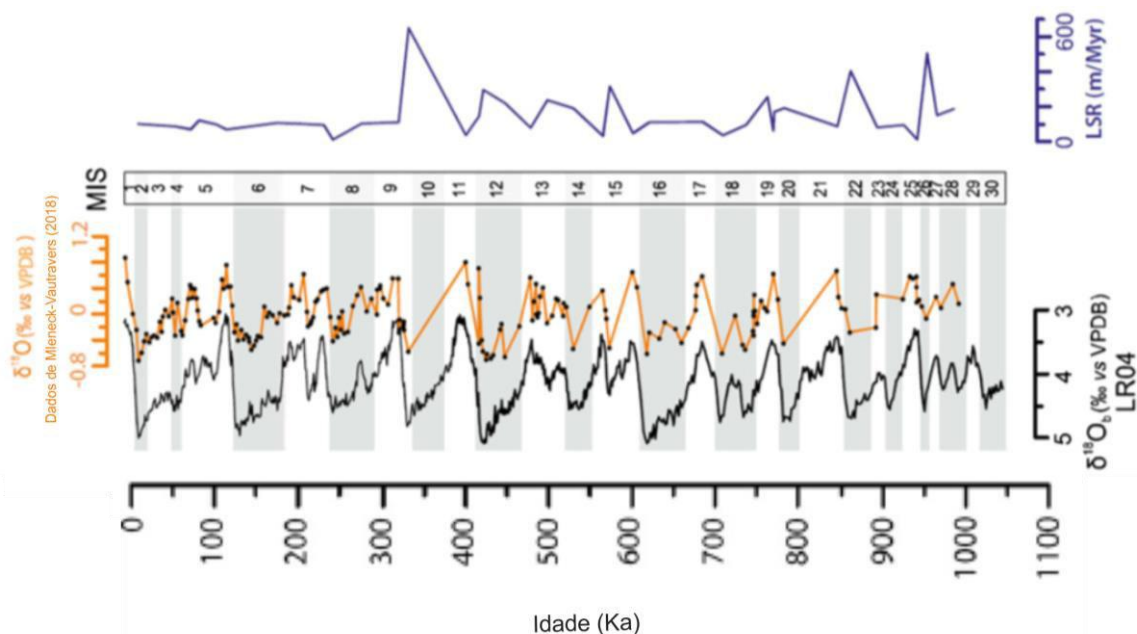 600
0
LSR (m/Myr)
MIS
1 2 3 4 5 6 7 8 9 10 11 12 13 14 15 16 17 18 19 20 21 22 23 24 25 26 27 28 29 30
δ¹⁸O (‰ vs VPDB)
Dados de Mleneck-Vautravers (2018)
1.2
0
-0.8
3
4
5
δ¹⁸Ob (‰ vs VPDB)
LR04
0 100 200 300 400 500 600 700 800 900 1000 1100
Idade (Ka)